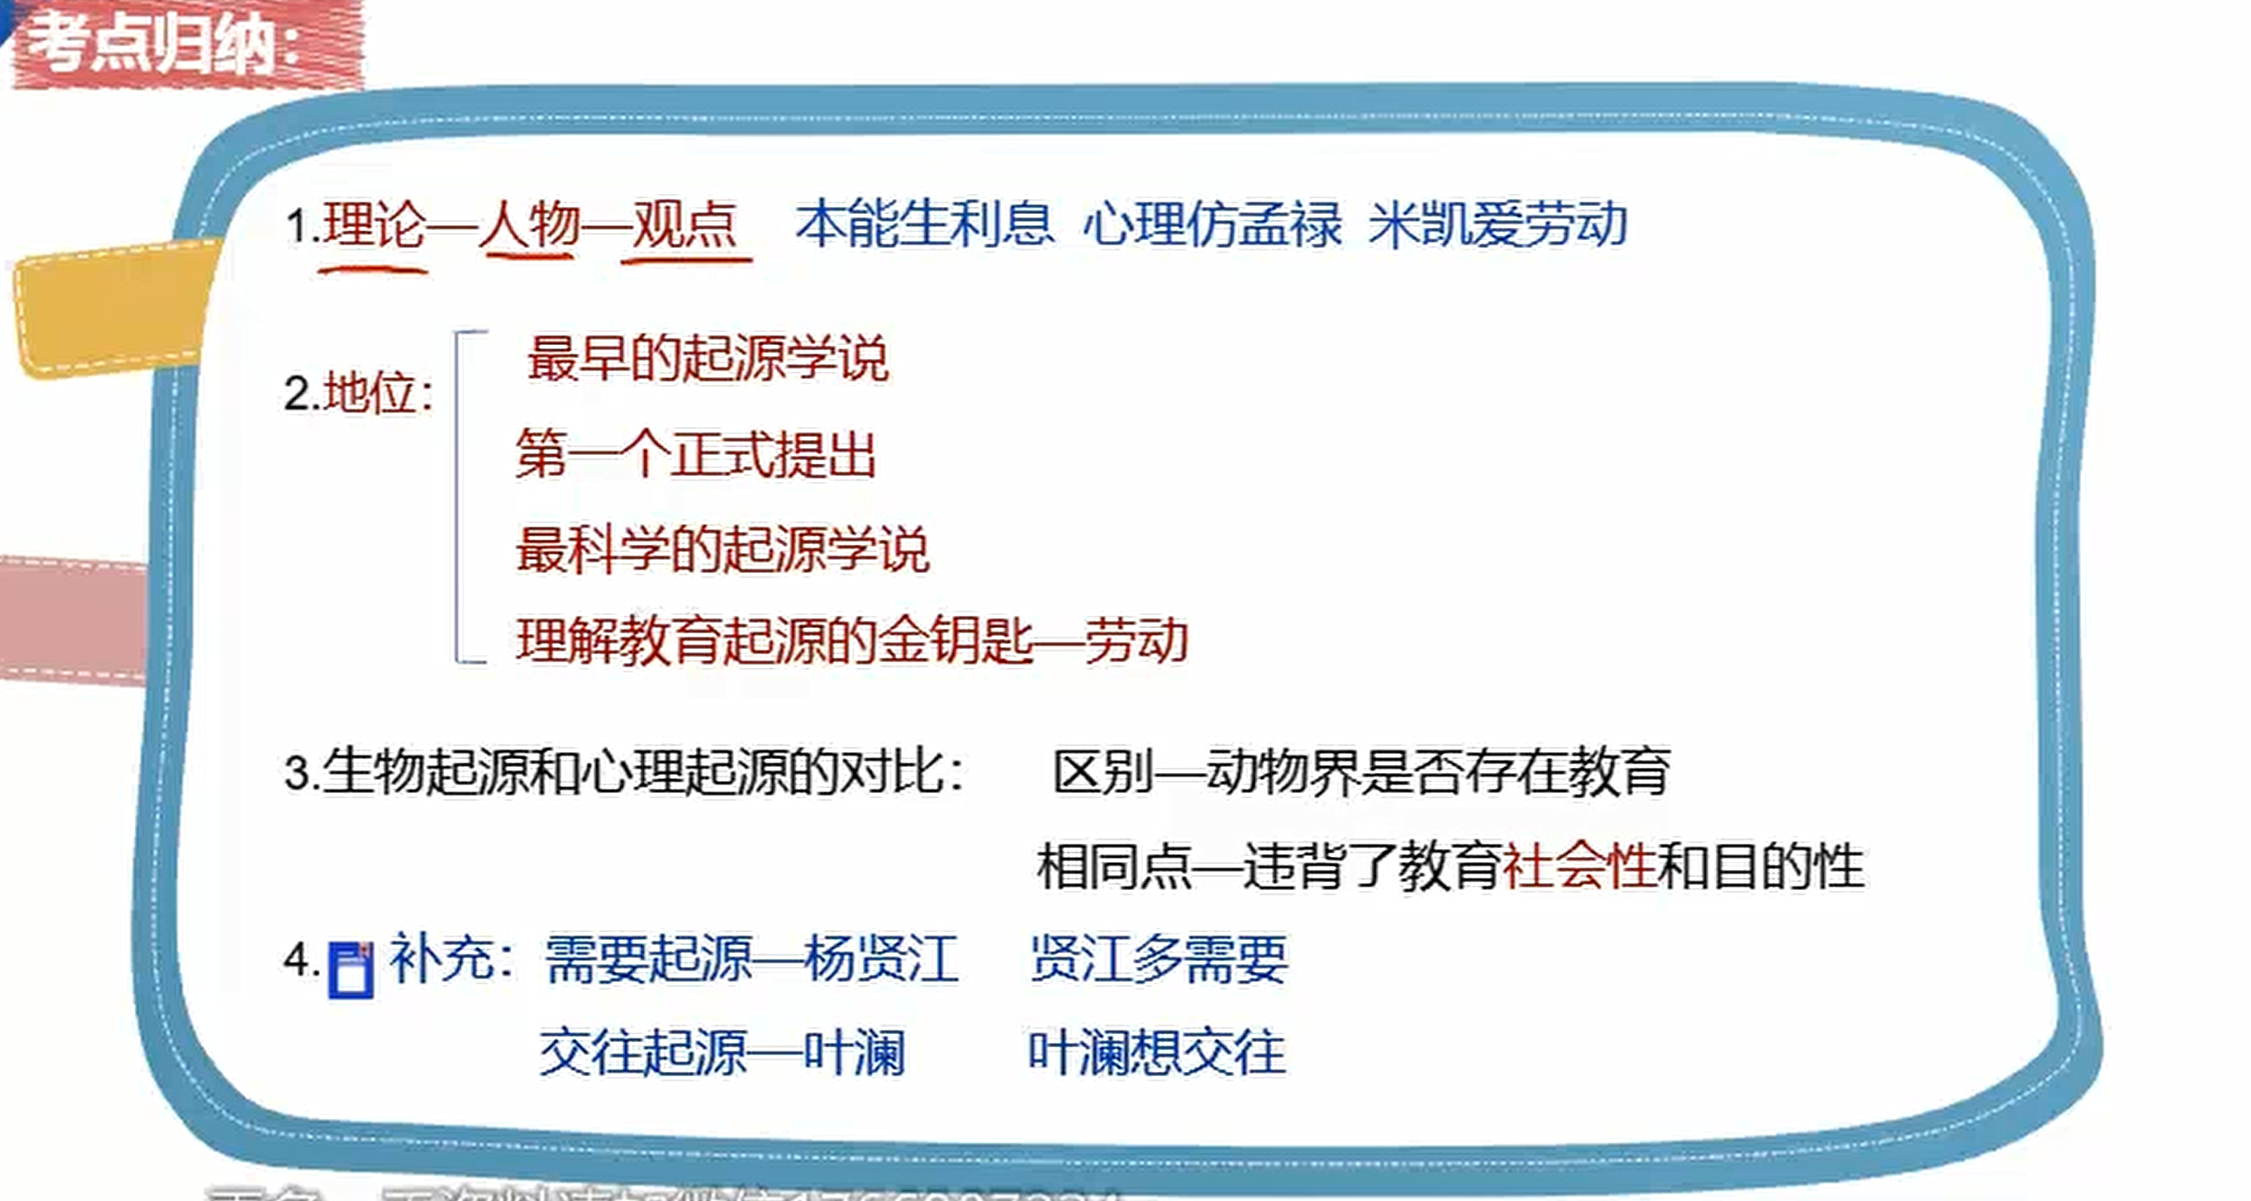 考点归纳：
1.理论—人物—观点 本能生利息 心理仿孟禄 米凯爱劳动
2.地位：
最早的起源学说
第一个正式提出
最科学的起源学说
理解教育起源的金钥匙—劳动
3.生物起源和心理起源的对比： 区别—动物界是否存在教育
相同点—违背了教育社会性和目的性
4. 补充：需要起源—杨贤江 贤江多需要
交往起源—叶澜 叶澜想交往